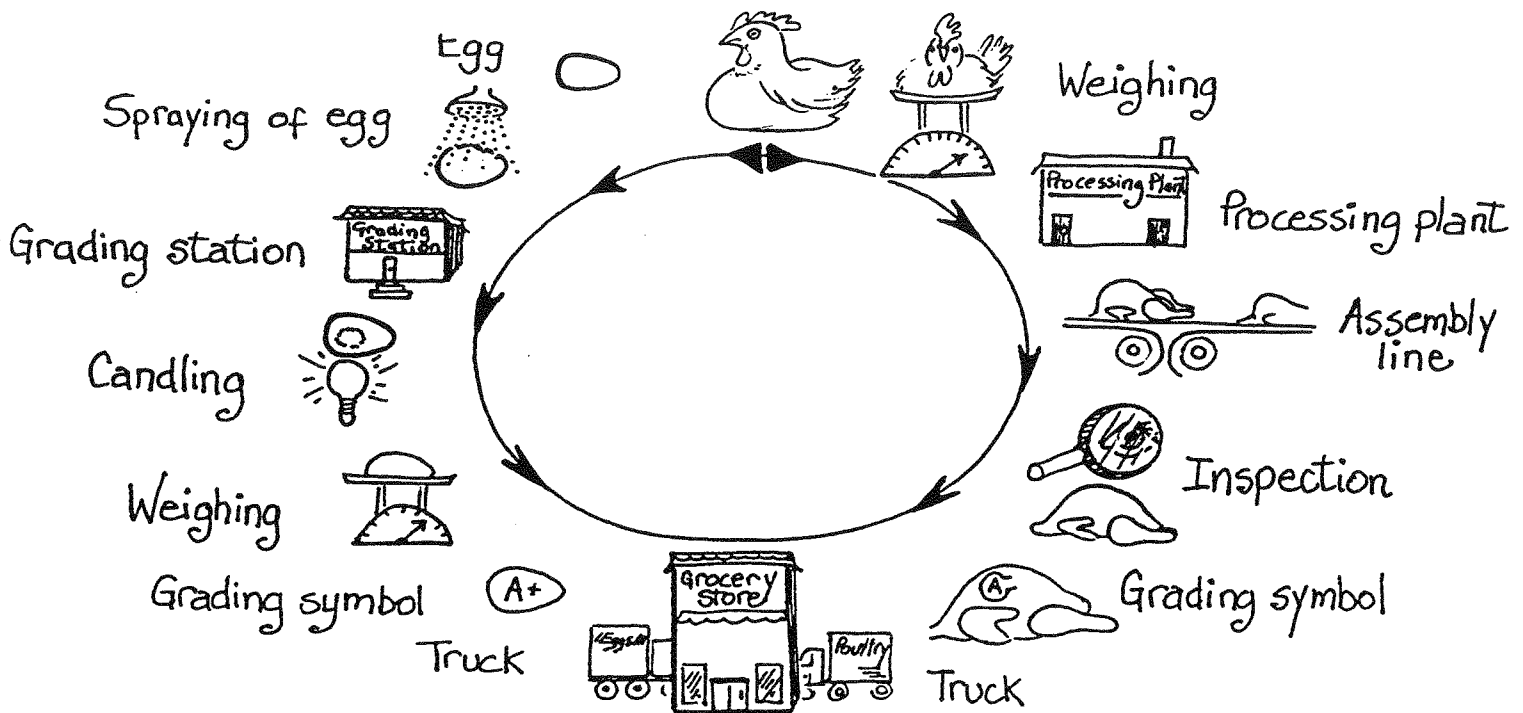 Egg
Spraying of egg
Grading station
Grading
Station
Candling
Weighing
Grading symbol
A+
Truck
Eggs
Grocery
Store
Weighing
Processing Plant
Processing plant
Assembly
line
Inspection
A-
Grading symbol
Poultry
Truck